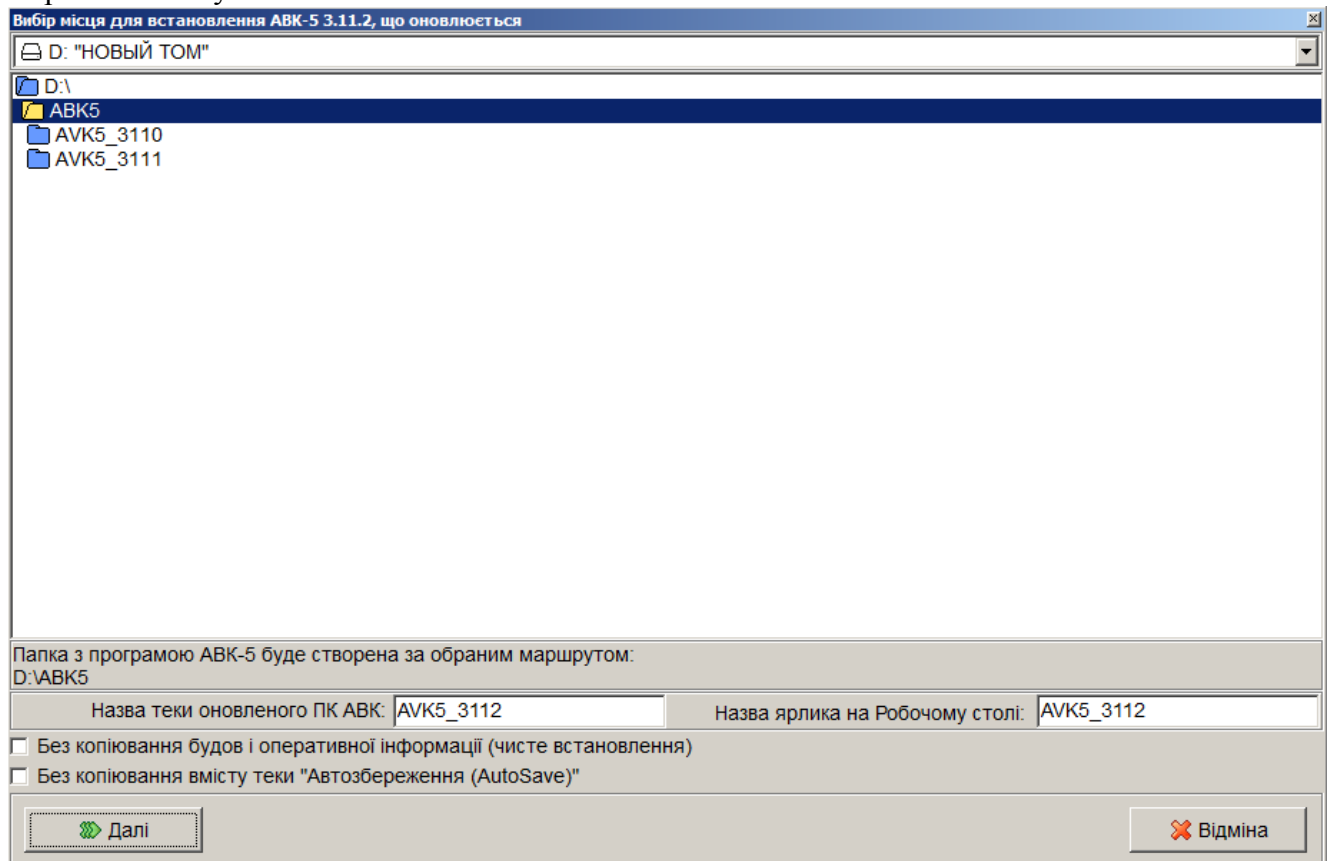 Вибір місця для встановлення АВК-5 3.11.2, що оновлюється
D: "НОВЫЙ ТОМ"
D:\
АВК5
AVK5_3110
AVK5_3111
Папка з програмою АВК-5 буде створена за обраним маршрутом:
D:\АВК5
Назва теки оновленого ПК АВК: AVK5_3112 Назва ярлика на Робочому столі: AVK5_3112
Без копіювання будов і оперативної інформації (чисте встановлення)
Без копіювання вмісту теки "Автозбереження (AutoSave)"
Далі Відміна